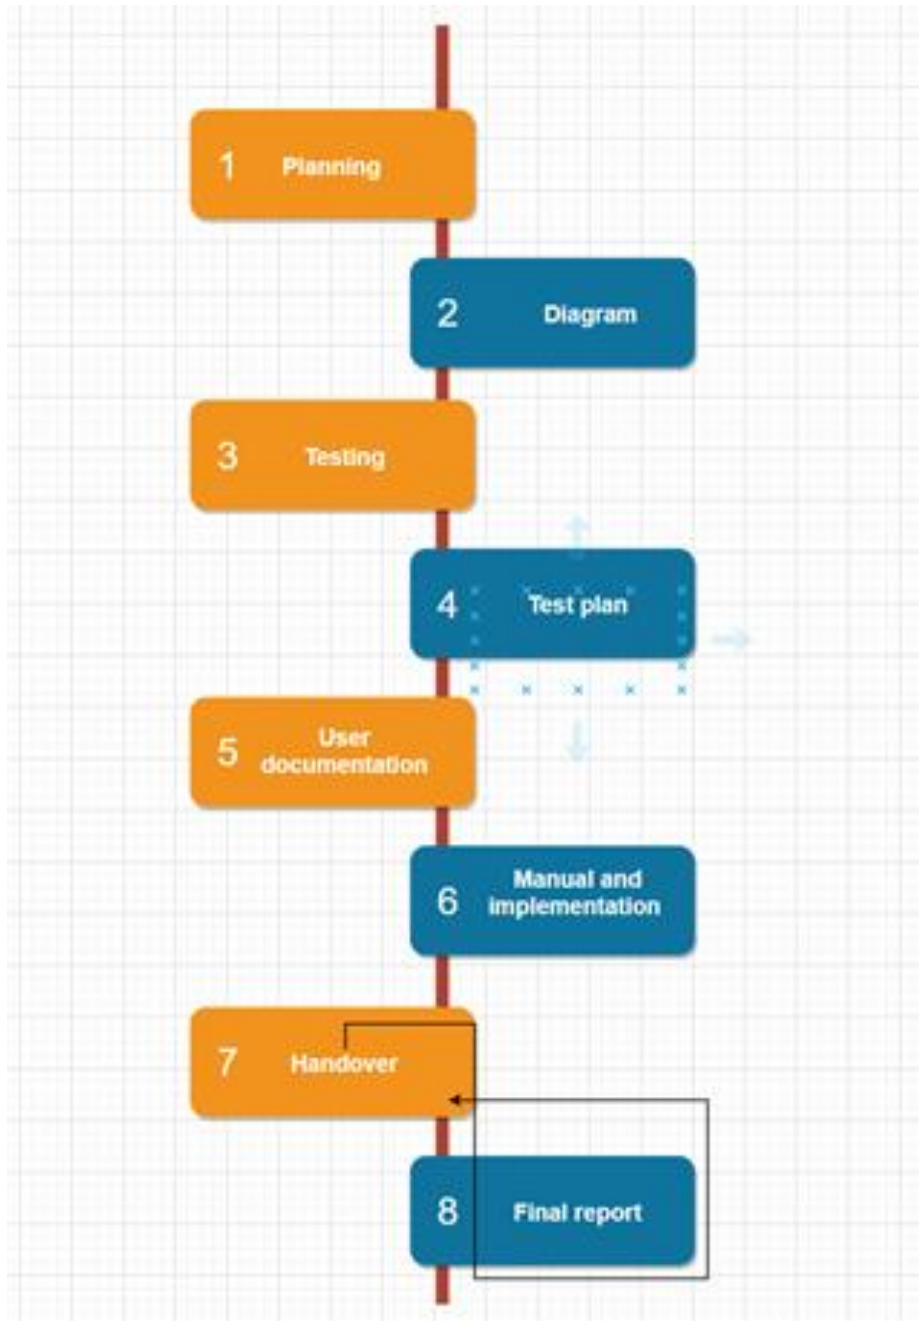 1 Planning
2 Diagram
3 Testing
4 Test plan
5 User
documentation
6 Manual and
implementation
7 Handover
8 Final report